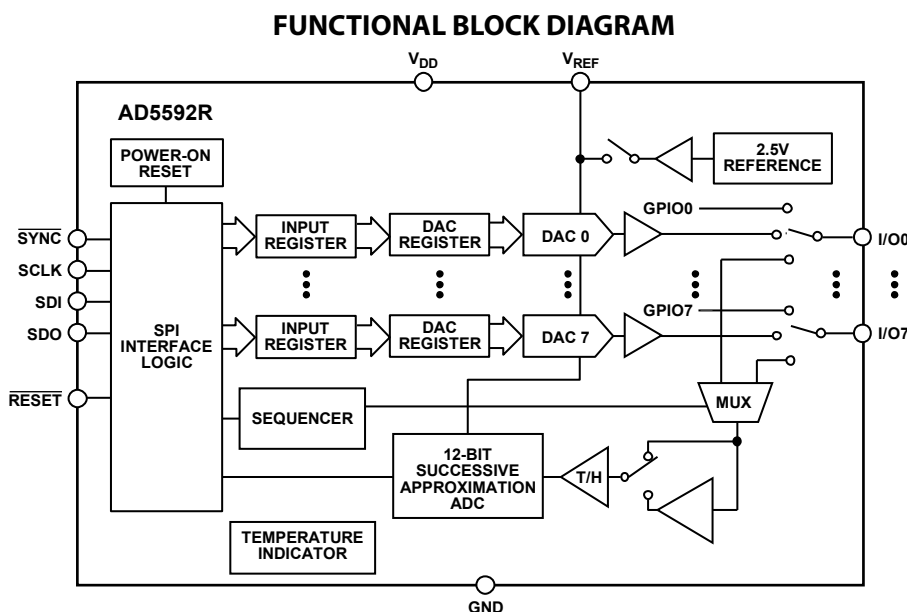 FUNCTIONAL BLOCK DIAGRAM
VDD
VREF
AD5592R
POWER-ON
RESET
2.5V
REFERENCE
GPIO0
SYNC
SCLK
SDI
SDO
RESET
SPI
INTERFACE
LOGIC
INPUT
REGISTER
DAC
REGISTER
DAC 0
I/O0
GPIO7
INPUT
REGISTER
DAC
REGISTER
DAC 7
I/O7
SEQUENCER
MUX
12-BIT
SUCCESSIVE
APPROXIMATION
ADC
T/H
TEMPERATURE
INDICATOR
GND